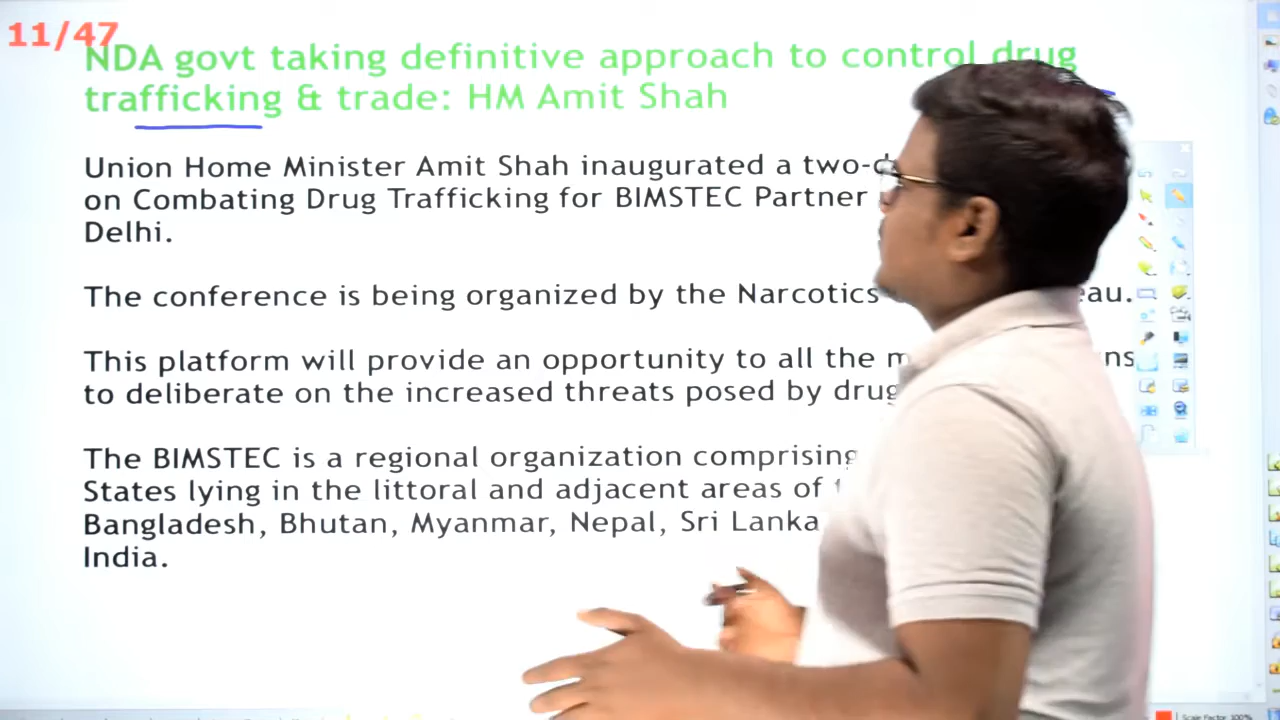 11/47
NDA govt taking definitive approach to control drug
trafficking & trade: HM Amit Shah
Union Home Minister Amit Shah inaugurated a
on Combating Drug Trafficking for BIMSTEC Partner
Delhi.
The conference is being organized by the Narcotics
This platform will provide an opportunity to all the
to deliberate on the increased threats posed by drug
The BIMSTEC is a regional organization comprising
States lying in the littoral and adjacent areas of
Bangladesh, Bhutan, Myanmar, Nepal, Sri Lanka
India.
Scale Factor: 100%